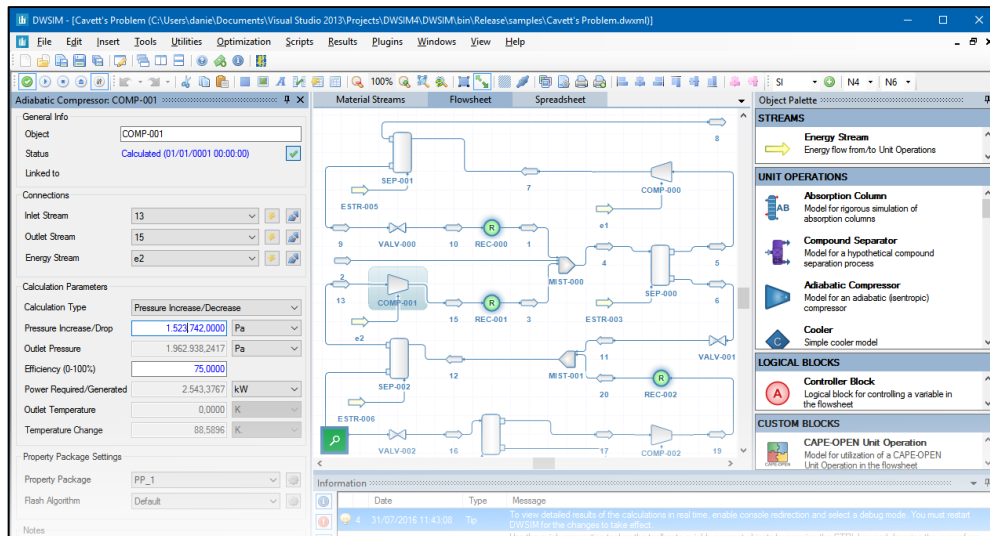 DWSIM - [Cavett's Problem (C:\Users\danie\Documents\Visual Studio 2013\Projects\DWSIM4\DWSIM\bin\Release\samples\Cavett's Problem.dwxml)]
File Edit Insert Tools Utilities Optimization Scripts Results Plugins Windows View Help
100% SI N4 N6
Adiabatic Compressor: COMP-001
General Info
Object COMP-001
Status Calculated (01/01/0001 00:00:00)
Linked to
Connections
Inlet Stream 13
Outlet Stream 15
Energy Stream e2
Calculation Parameters
Calculation Type Pressure Increase/Decrease
Pressure Increase/Drop 1.523.742,0000 Pa
Outlet Pressure 1.962.938,2417 Pa
Efficiency (0-100%) 75,0000
Power Required/Generated 2.543,3767 kW
Outlet Temperature 0,0000 K
Temperature Change 88,5896 K.
Property Package Settings
Property Package PP_1
Flash Algorithm Default
Notes
Material Streams Flowsheet Spreadsheet
8
SEP-001 7 COMP-000
ESTR-005 e1
R
9 VALV-000 10 REC-000 1 4 5
2 MIST-000
13 COMP-001 R SEP-000 6
15 REC-001 3 ESTR-003
e2
11 VALV-001
12 MIST-001 R
SEP-002 20 REC-002
ESTR-006
VALV-002 16 17 COMP-002 19
Information
Date Type Message
4 31/07/2016 11:43:08 Tip To view detailed results of the calculations in real time, enable console redirection and select a debug mode. You must restart
DWSIM for the changes to take effect.
Object Palette
STREAMS
Energy Stream
Energy flow from/to Unit Operations
UNIT OPERATIONS
AB
Absorption Column
Model for rigorous simulation of
absorption columns
Compound Separator
Model for a hypothetical compound
separation process
Adiabatic Compressor
Model for an adiabatic (isentropic)
compressor
C
Cooler
Simple cooler model
LOGICAL BLOCKS
A
Controller Block
Logical block for controlling a variable in
the flowsheet
CUSTOM BLOCKS
CAPE-OPEN
CAPE-OPEN Unit Operation
Model for utilization of a CAPE-OPEN
Unit Operation in the flowsheet